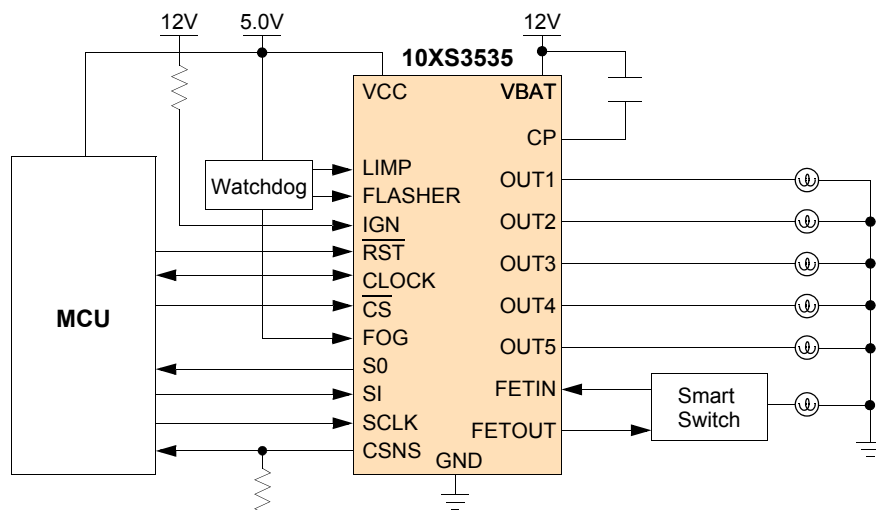 12V
5.0V
12V
10XS3535
VCC
VBAT
CP
LIMP
FLASHER
IGN
RST
CLOCK
CS
FOG
S0
SI
SCLK
CSNS
GND
OUT1
OUT2
OUT3
OUT4
OUT5
FETIN
FETOUT
Watchdog
MCU
Smart
Switch